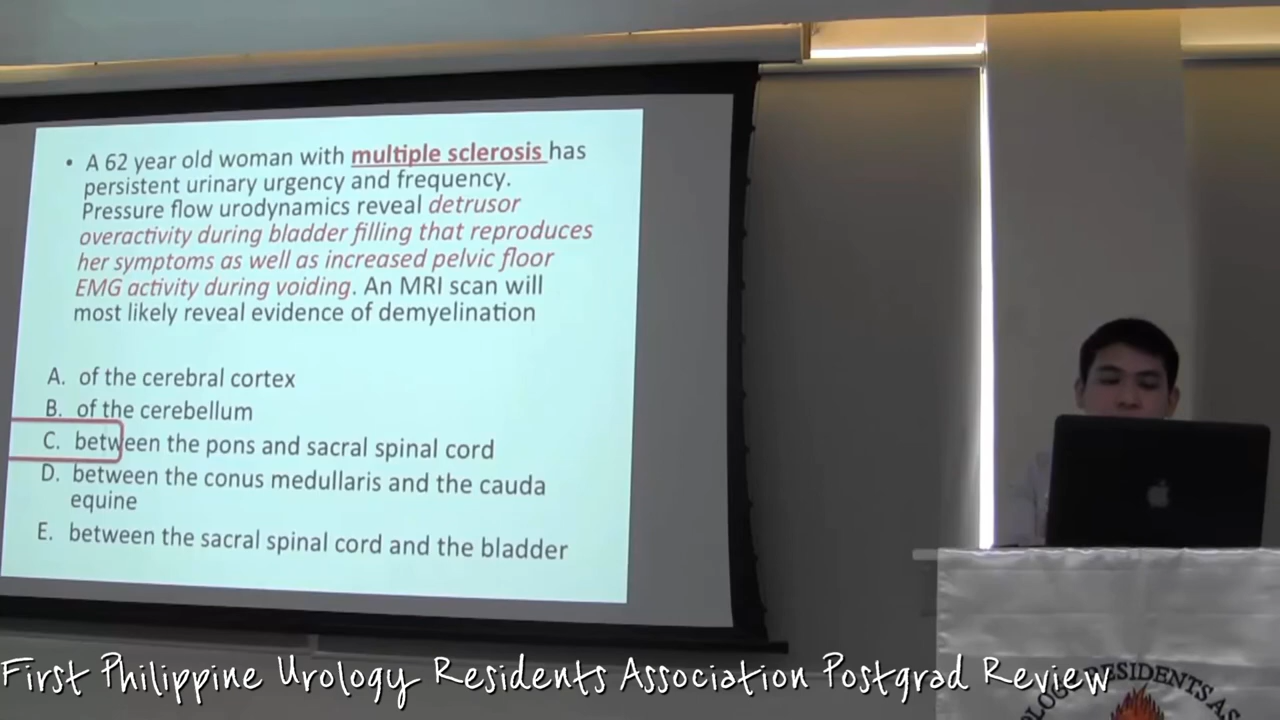 • A 62 year old woman with multiple sclerosis has
persistent urinary urgency and frequency.
Pressure flow urodynamics reveal detrusor
overactivity during bladder filling that reproduces
her symptoms as well as increased pelvic floor
EMG activity during voiding. An MRI scan will
most likely reveal evidence of demyelination
A. of the cerebral cortex
B. of the cerebellum
C. between the pons and sacral spinal cord
D. between the conus medullaris and the cauda
equine
E. between the sacral spinal cord and the bladder
First Philippine Urology Residents Association Postgrad Review